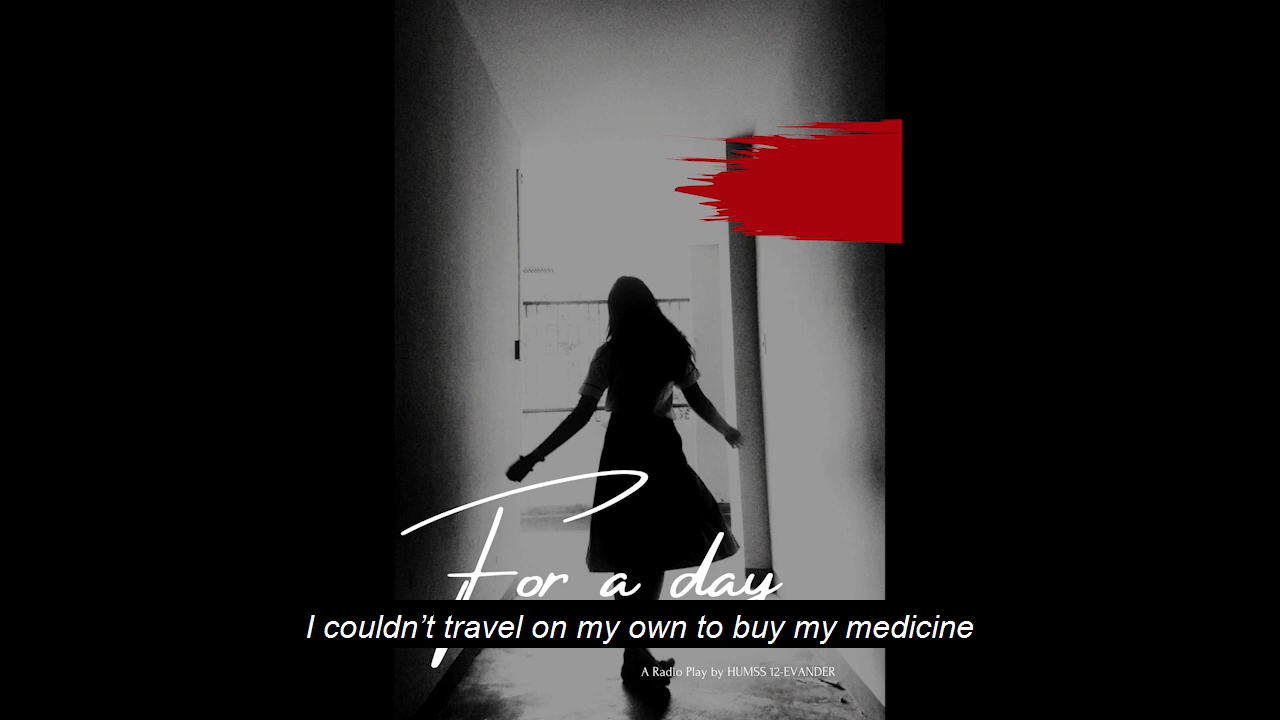 For a day
I couldn’t travel on my own to buy my medicine
A Radio Play by HUMSS 12-EVANDER